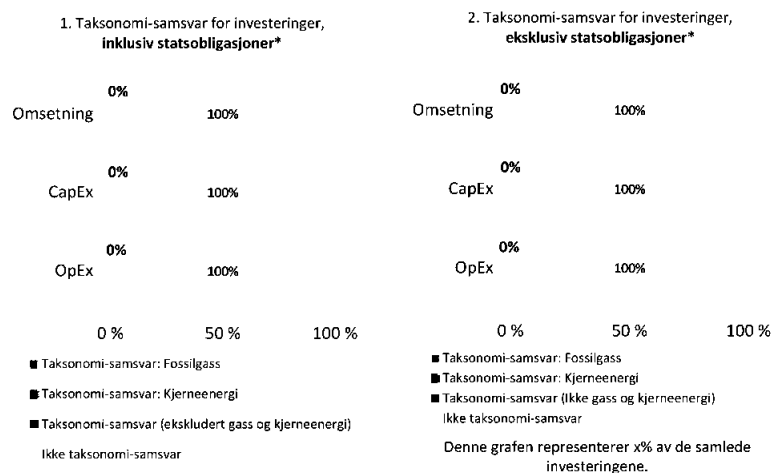 1. Taksonomi-samsvar for investeringer,
inklusiv statsobligasjoner*
0%
Omsetning 100%
0%
CapEx 100%
0%
OpEx 100%
0 % 50 % 100 %
Taksonomi-samsvar: Fossilgass
Taksonomi-samsvar: Kjerneenergi
Taksonomi-samsvar (ekskludert gass og kjerneenergi)
Ikke taksonomi-samsvar
2. Taksonomi-samsvar for investeringer,
eksklusiv statsobligasjoner*
0%
Omsetning 100%
0%
CapEx 100%
0%
OpEx 100%
0 % 50 % 100 %
Taksonomi-samsvar: Fossilgass
Taksonomi-samsvar: Kjerneenergi
Taksonomi-samsvar (Ikke gass og kjerneenergi)
Ikke taksonomi-samsvar
Denne grafen representerer x% av de samlede
investeringene.